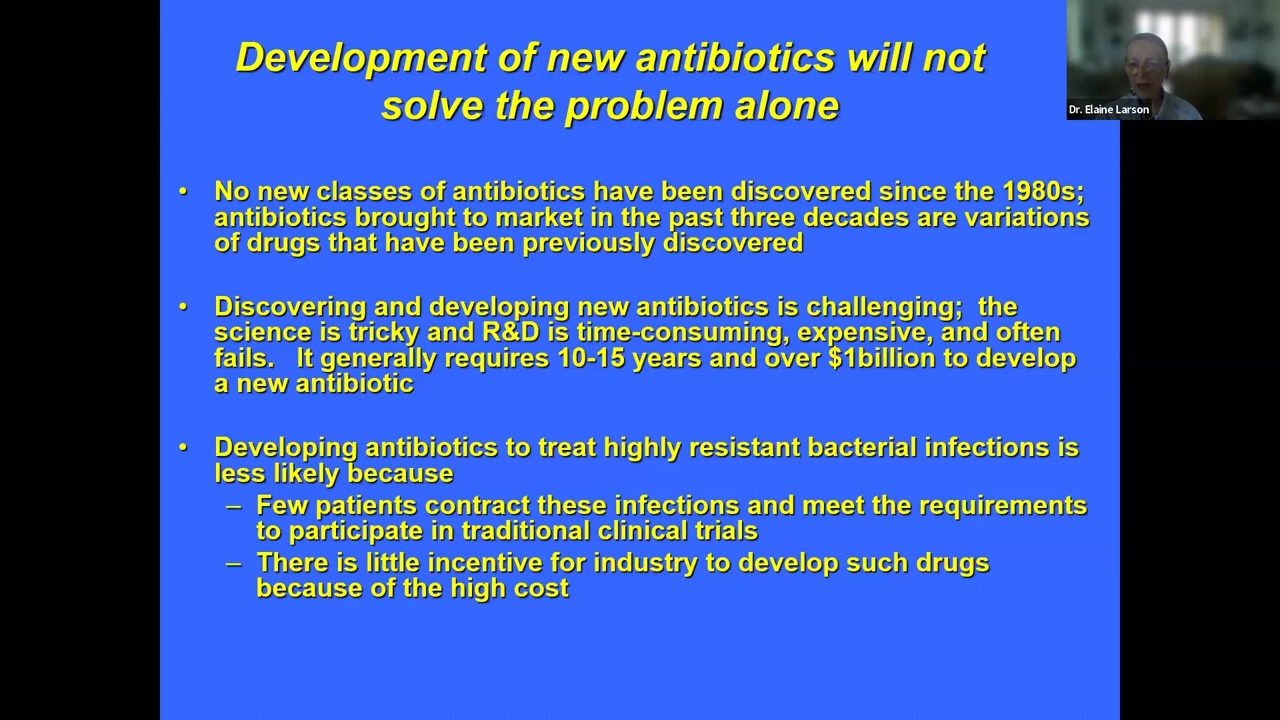 Development of new antibiotics will not
solve the problem alone
Dr. Elaine Larson
• No new classes of antibiotics have been discovered since the 1980s;
antibiotics brought to market in the past three decades are variations
of drugs that have been previously discovered
• Discovering and developing new antibiotics is challenging; the
science is tricky and R&D is time-consuming, expensive, and often
fails. It generally requires 10-15 years and over $1billion to develop
a new antibiotic
• Developing antibiotics to treat highly resistant bacterial infections is
less likely because
– Few patients contract these infections and meet the requirements
to participate in traditional clinical trials
– There is little incentive for industry to develop such drugs
because of the high cost